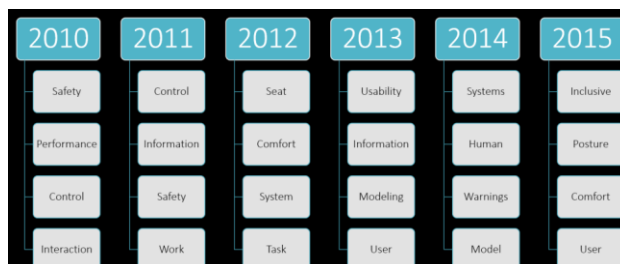 2010
Safety
Performance
Control
Interaction
2011
Control
Information
Safety
Work
2012
Seat
Comfort
System
Task
2013
Usability
Information
Modeling
User
2014
Systems
Human
Warnings
Model
2015
Inclusive
Posture
Comfort
User